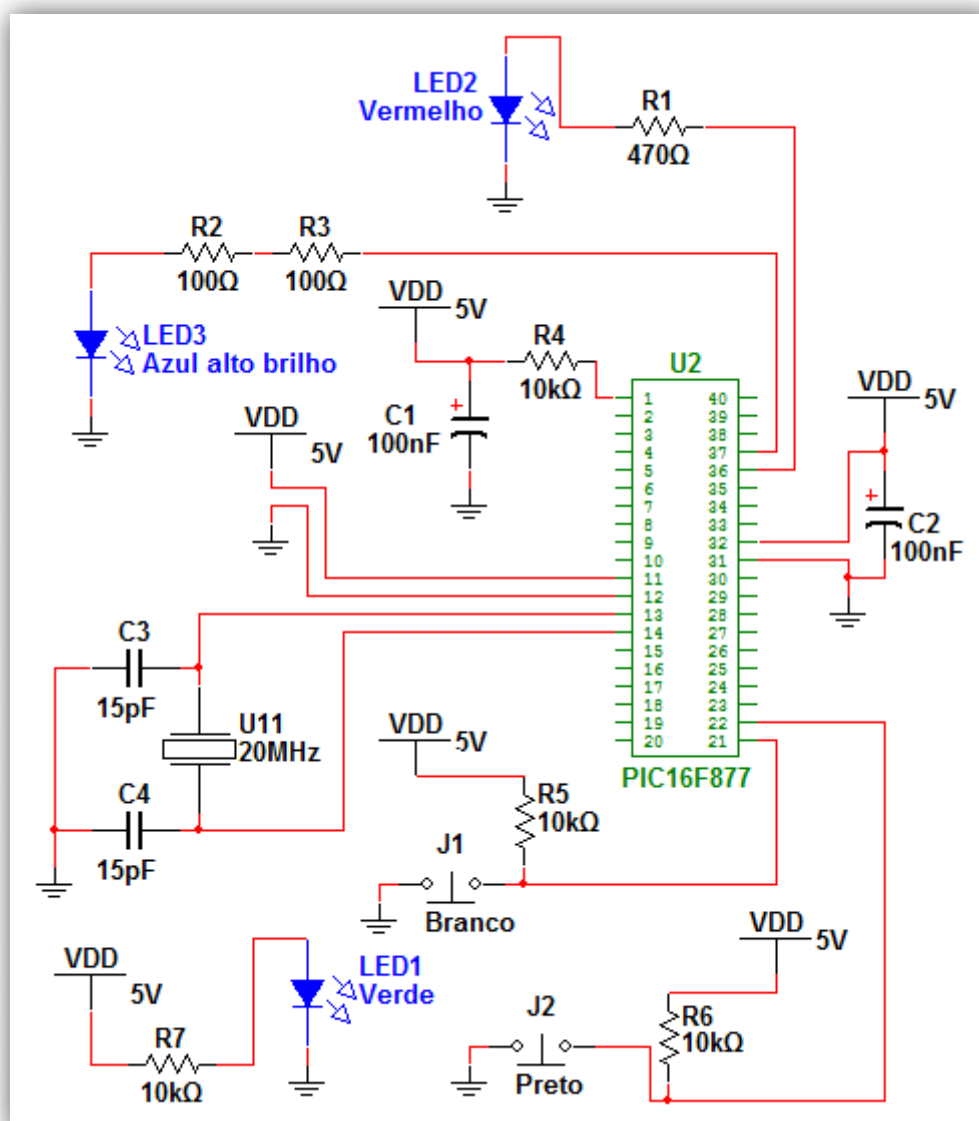 LED2
Vermelho
R1
470Ω
R2
100Ω
R3
100Ω
LED3
Azul alto brilho
VDD
5V
R4
10kΩ
C1
100nF
VDD
5V
U2
1 40
2 39
3 38
4 37
5 36
6 35
7 34
8 33
9 32
10 31
11 30
12 29
13 28
14 27
15 26
16 25
17 24
18 23
19 22
20 21
PIC16F877
VDD
5V
C2
100nF
C3
15pF
U11
20MHz
C4
15pF
VDD
5V
R5
10kΩ
J1
Branco
VDD
5V
R7
10kΩ
LED1
Verde
J2
Preto
VDD
5V
R6
10kΩ
+
+